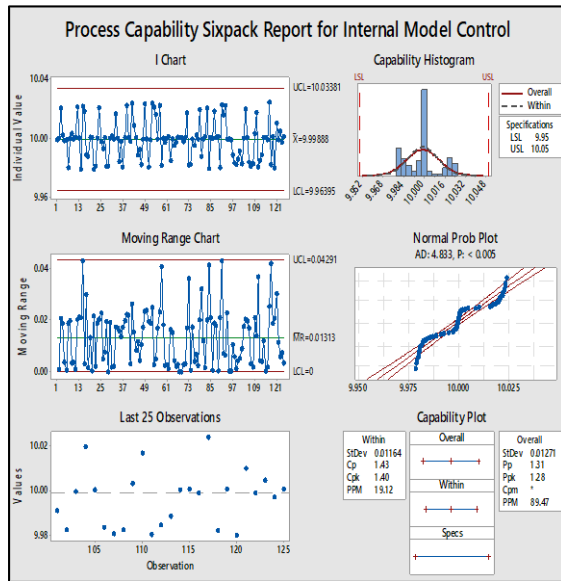 Process Capability Sixpack Report for Internal Model Control
I Chart
Individual Value
10.04
10.00
9.96
UCL=10.03381
X̄=9.99888
LCL=9.96395
1 13 25 37 49 61 73 85 97 109 121
Capability Histogram
LSL USL
Overall
Within
Specifications
LSL 9.95
USL 10.05
9.952 9.968 9.984 10.000 10.016 10.032 10.048
Moving Range Chart
Moving Range
0.04
0.02
0.00
UCL=0.04291
M̄R̄=0.01313
LCL=0
1 13 25 37 49 61 73 85 97 109 121
Normal Prob Plot
AD: 4.833, P: < 0.005
9.950 9.975 10.000 10.025
Last 25 Observations
Values
10.02
10.00
9.98
105 110 115 120 125
Observation
Capability Plot
Within
StDev 0.01164
Cp 1.43
Cpk 1.40
PPM 19.12
Overall
Within
Specs
Overall
StDev 0.01271
Pp 1.31
Ppk 1.28
Cpm *
PPM 89.47